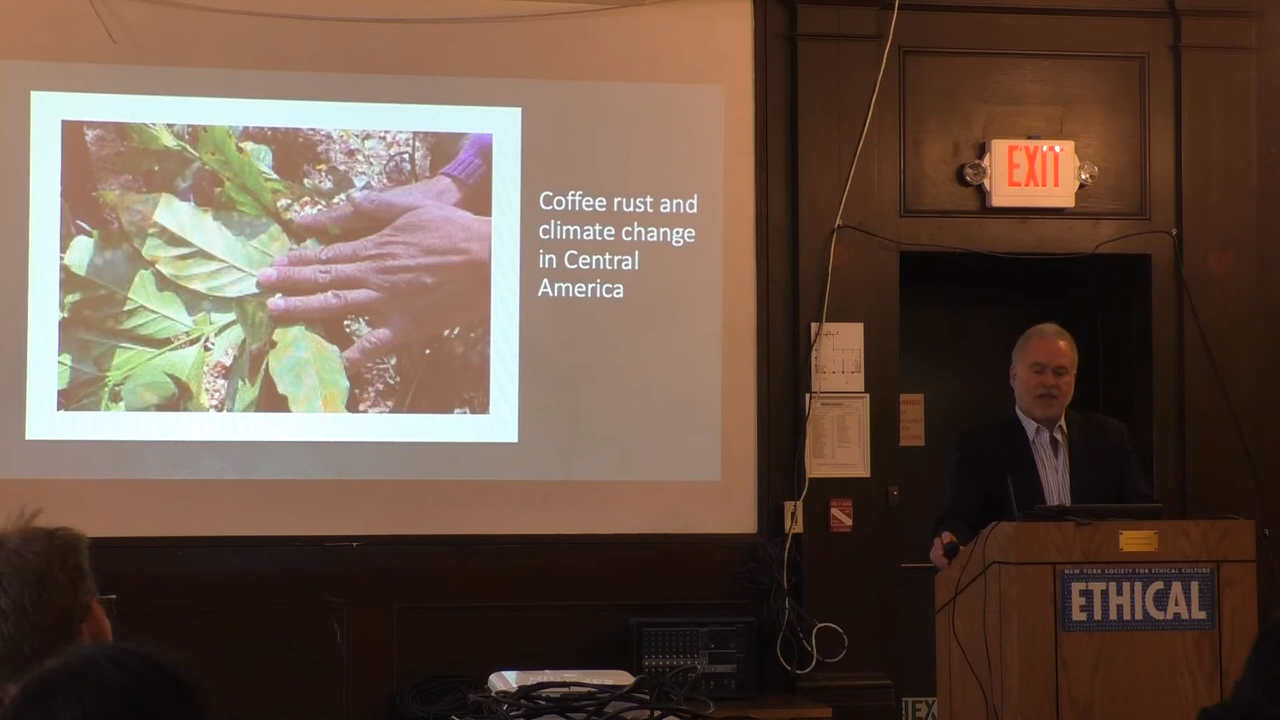 Coffee rust and
climate change
in Central
America
EXIT
NEW YORK SOCIETY FOR ETHICAL CULTURE
ETHICAL